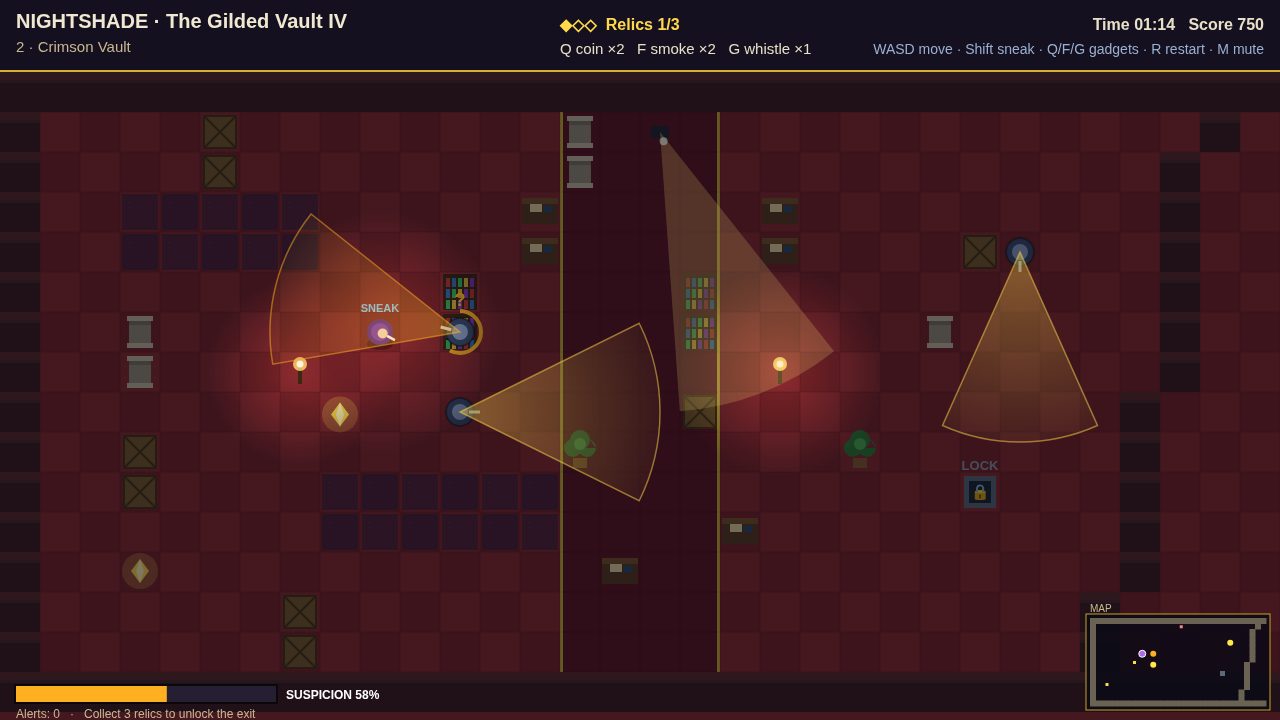 NIGHTSHADE · The Gilded Vault IV
2 · Crimson Vault
Relics 1/3
Q coin ×2 F smoke ×2 G whistle ×1
Time 01:14 Score 750
WASD move · Shift sneak · Q/F/G gadgets · R restart · M mute
SNEAK
LOCK
MAP
SUSPICION 58%
Alerts: 0 · Collect 3 relics to unlock the exit